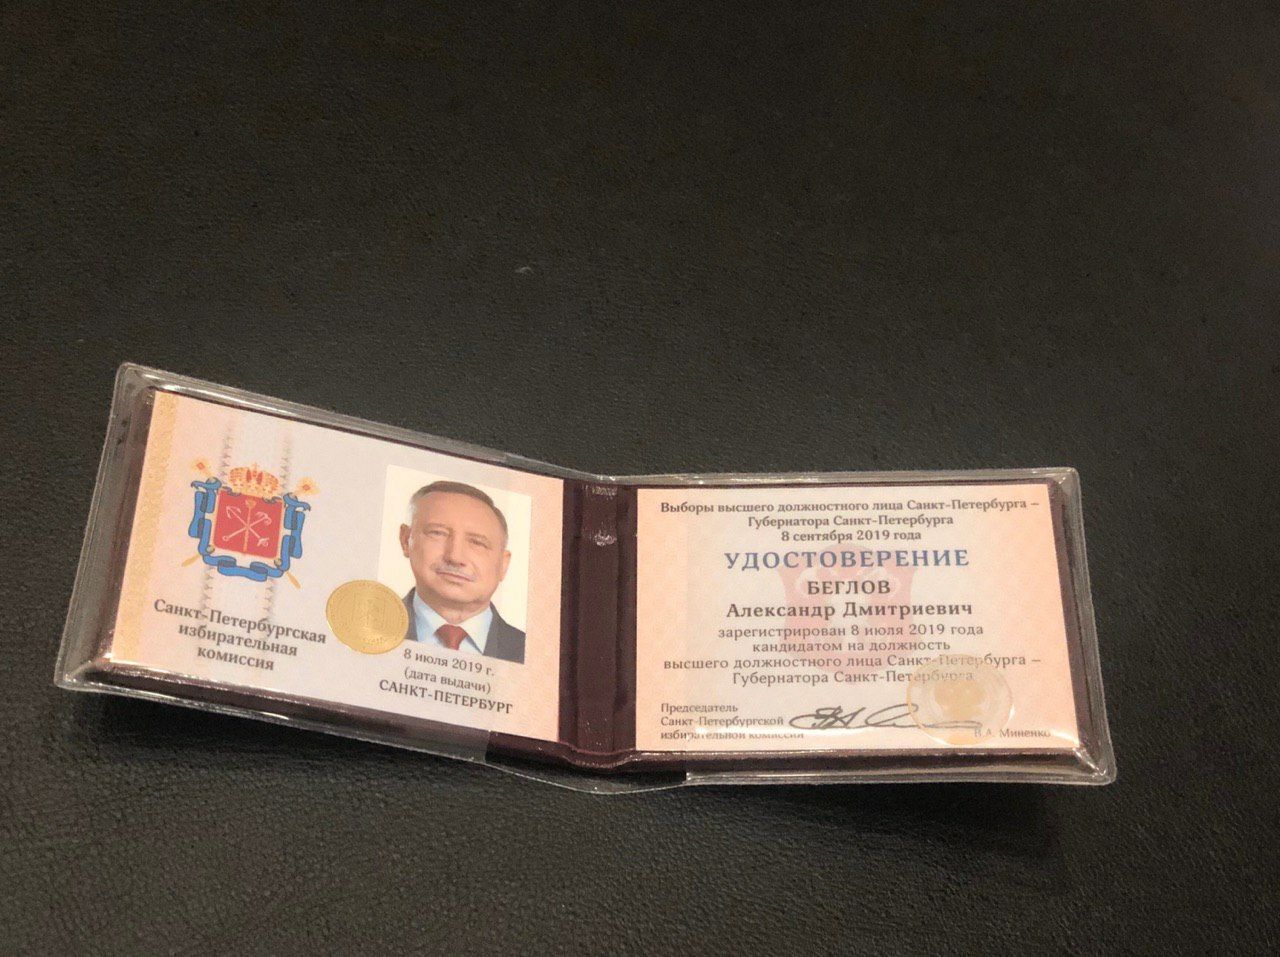 Санкт-Петербургская
избирательная
комиссия
8 июля 2019 г.
(дата выдачи)
САНКТ-ПЕТЕРБУРГ
Выборы высшего должностного лица Санкт-Петербурга –
Губернатора Санкт-Петербурга
8 сентября 2019 года
УДОСТОВЕРЕНИЕ
БЕГЛОВ
Александр Дмитриевич
зарегистрирован 8 июля 2019 года
кандидатом на должность
высшего должностного лица Санкт-Петербурга –
Губернатора Санкт-Петербурга
Председатель
Санкт-Петербургской
избирательной комиссии
В.А. Миненко